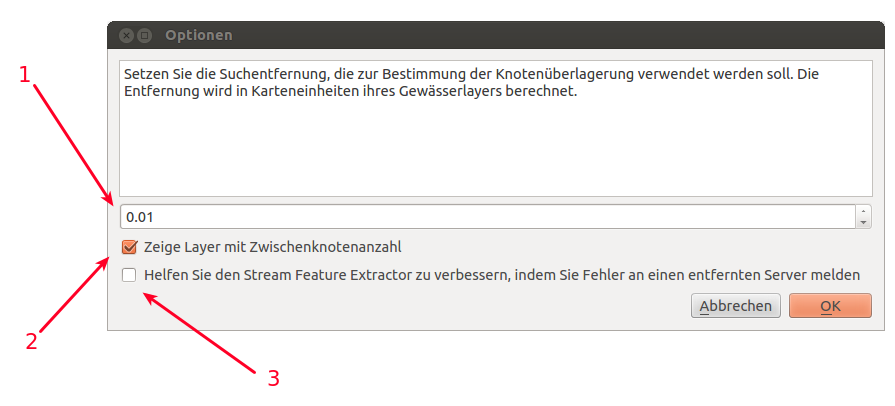 Optionen
1
Setzen Sie die Suchentfernung, die zur Bestimmung der Knotenüberlagerung verwendet werden soll. Die
Entfernung wird in Karteneinheiten ihres Gewässerlayers berechnet.
0.01
Zeige Layer mit Zwischenknotenanzahl
Helfen Sie den Stream Feature Extractor zu verbessern, indem Sie Fehler an einen entfernten Server melden
Abbrechen
OK
2
3